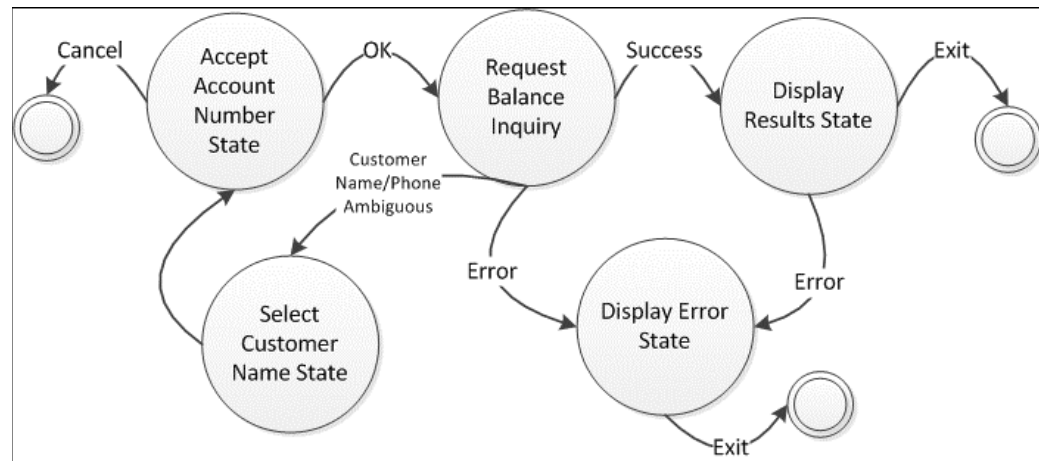 Cancel
Accept
Account
Number
State
OK
Request
Balance
Inquiry
Success
Display
Results State
Exit
Customer
Name/Phone
Ambiguous
Select
Customer
Name State
Error
Display Error
State
Error
Exit